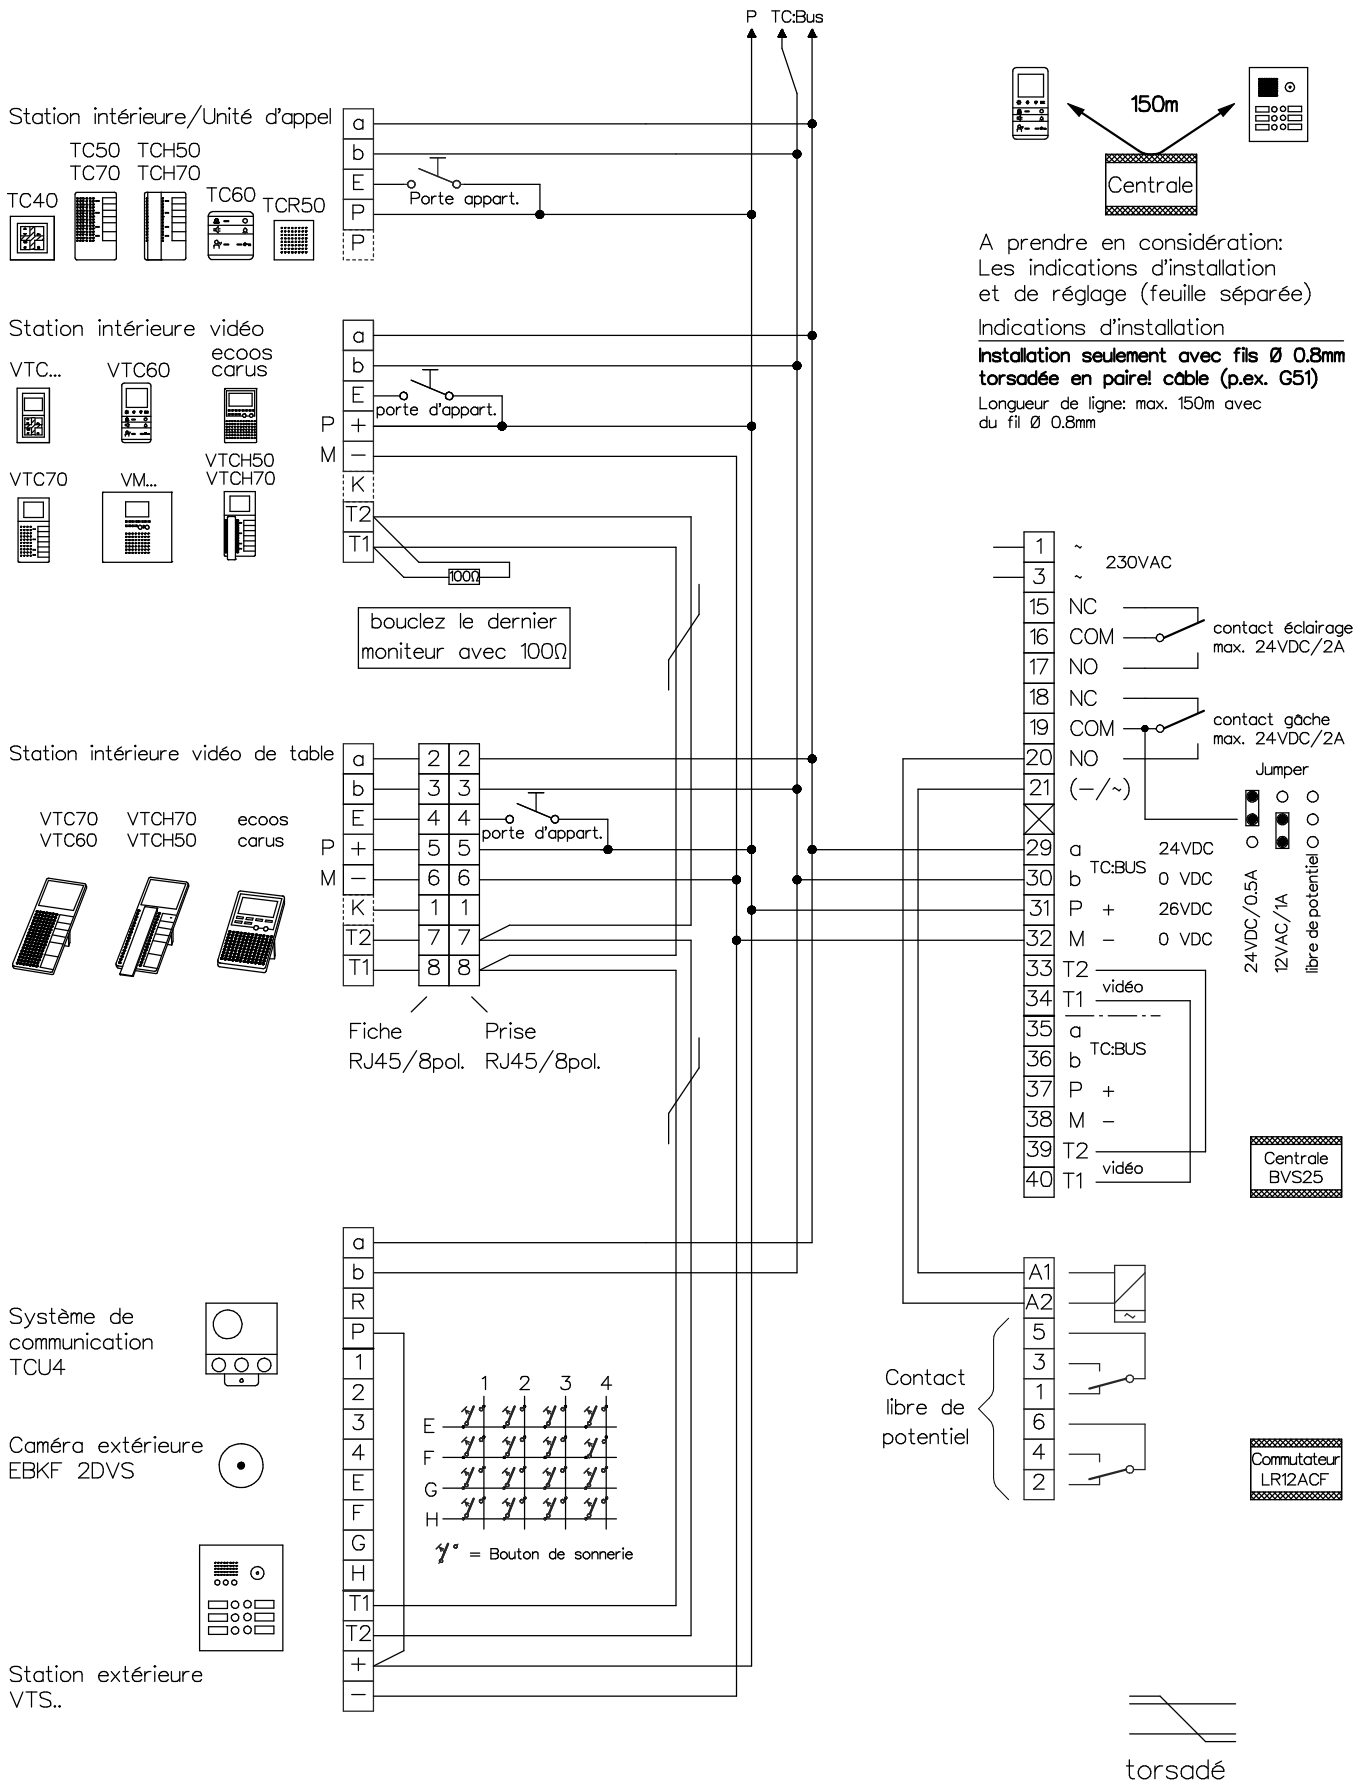 P TC:Bus
150m
Centrale
A prendre en considération:
Les indications d'installation
et de réglage (feuille séparée)
Indications d'installation
Installation seulement avec fils Ø 0.8mm
torsadée en paire! câble (p.ex. G51)
Longueur de ligne: max. 150m avec
du fil Ø 0.8mm
Station intérieure/Unité d'appel
TC50 TCH50
TC70 TCH70
TC40 TC60 TCR50
a
b
E
P
P
Porte appart.
Station intérieure vidéo
ecoos
carus
VTC... VTC60
VTCH50
VTCH70
VTC70 VM...
a
b
E
P +
M -
K
T2
T1
porte d'appart.
100Ω
bouclez le dernier
moniteur avec 100Ω
Station intérieure vidéo de table
VTC70 VTCH70 ecoos
VTC60 VTCH50 carus
a 2 2
b 3 3
E 4 4
P + 5 5
M - 6 6
K 1 1
T2 7 7
T1 8 8
porte d'appart.
Fiche Prise
RJ45/8pol. RJ45/8pol.
1 ~
3 ~
230VAC
15 NC
16 COM
17 NO
contact éclairage
max. 24VDC/2A
18 NC
19 COM
20 NO
contact gâche
max. 24VDC/2A
21 (-/~)
29 a 24VDC
TC:BUS
30 b 0 VDC
31 P + 26VDC
32 M - 0 VDC
33 T2
vidéo
34 T1
35 a
TC:BUS
36 b
37 P +
38 M -
39 T2
vidéo
40 T1
Jumper
24VDC/0.5A
12VAC/1A
libre de potentiel
Centrale
BVS25
Système de
communication
TCU4
Caméra extérieure
EBKF 2DVS
Station extérieure
VTS..
a
b
R
P
1
2
3
4
E
F
G
H
T1
T2
+
-
1 2 3 4
E
F
G
H
= Bouton de sonnerie
A1
A2
~
5
3
1
6
4
2
Contact
libre de
potentiel
Commutateur
LR12ACF
torsadé